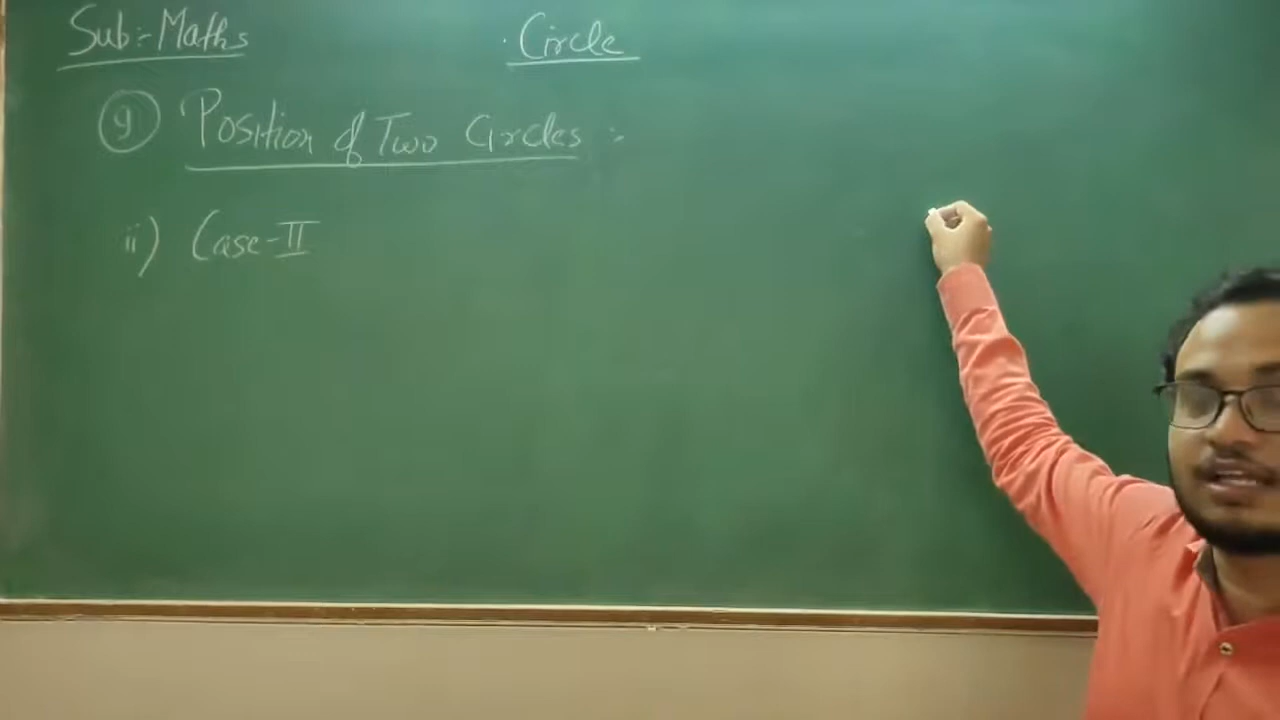 Sub:- Maths
Circle
9 Position of Two Circles :-
ii) Case-II